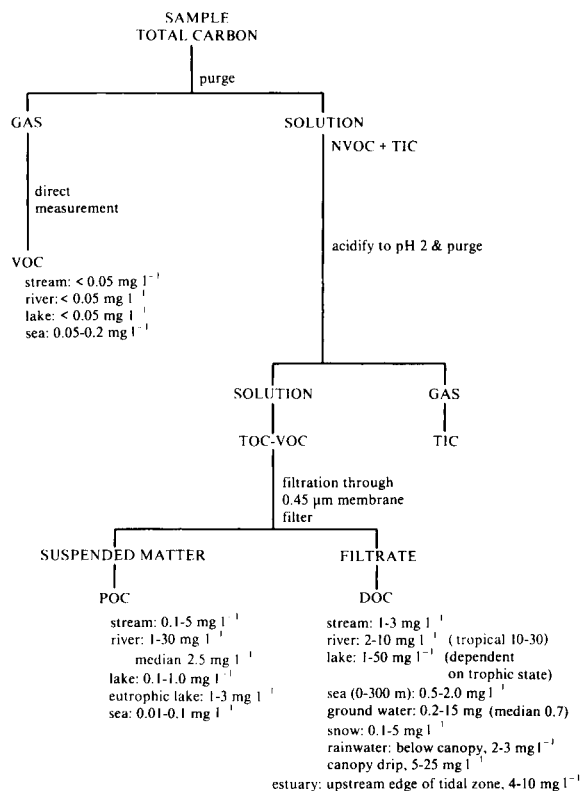 SAMPLE
TOTAL CARBON
purge
GAS
SOLUTION
NVOC + TIC
direct
measurement
acidify to pH 2 & purge
VOC
stream: < 0.05 mg l⁻¹
river: < 0.05 mg l⁻¹
lake: < 0.05 mg l⁻¹
sea: 0.05-0.2 mg l⁻¹
SOLUTION
GAS
TOC-VOC
TIC
filtration through
0.45 µm membrane
filter
SUSPENDED MATTER
FILTRATE
POC
DOC
stream: 0.1-5 mg l⁻¹
river: 1-30 mg l⁻¹
median 2.5 mg l⁻¹
lake: 0.1-1.0 mg l⁻¹
eutrophic lake: 1-3 mg l⁻¹
sea: 0.01-0.1 mg l⁻¹
stream: 1-3 mg l⁻¹
river: 2-10 mg l⁻¹ (tropical 10-30)
lake: 1-50 mg l⁻¹ (dependent
on trophic state)
sea (0-300 m): 0.5-2.0 mg l⁻¹
ground water: 0.2-15 mg (median 0.7)
snow: 0.1-5 mg l⁻¹
rainwater: below canopy, 2-3 mg l⁻¹
canopy drip, 5-25 mg l⁻¹
estuary: upstream edge of tidal zone, 4-10 mg l⁻¹